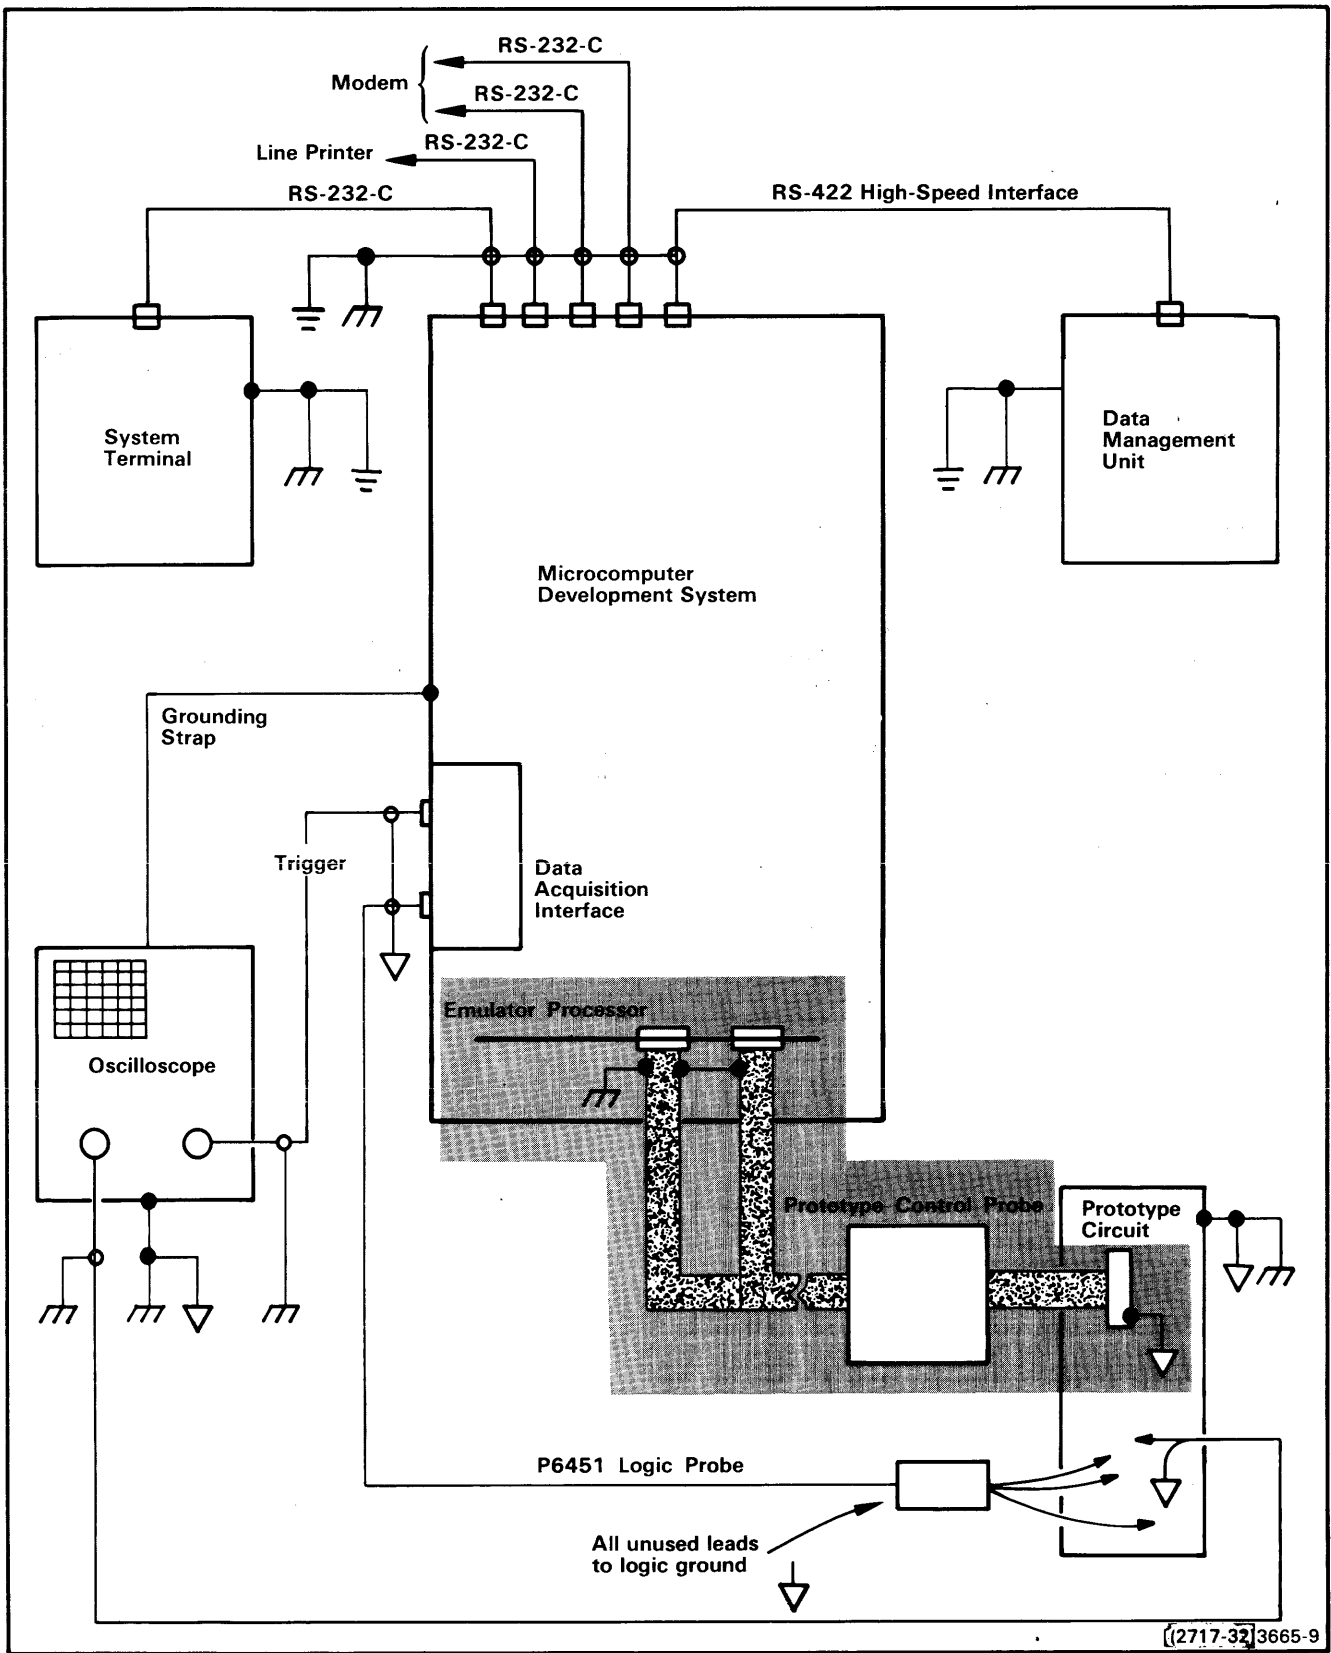 RS-232-C
Modem
RS-232-C
RS-232-C
Line Printer
RS-232-C
RS-422 High-Speed Interface
System
Terminal
Data
Management
Unit
Microcomputer
Development System
Grounding
Strap
Trigger
Data
Acquisition
Interface
Emulator Processor
Oscilloscope
Prototype Control Probe
Prototype
Circuit
P6451 Logic Probe
All unused leads
to logic ground
[(2717-32]3665-9